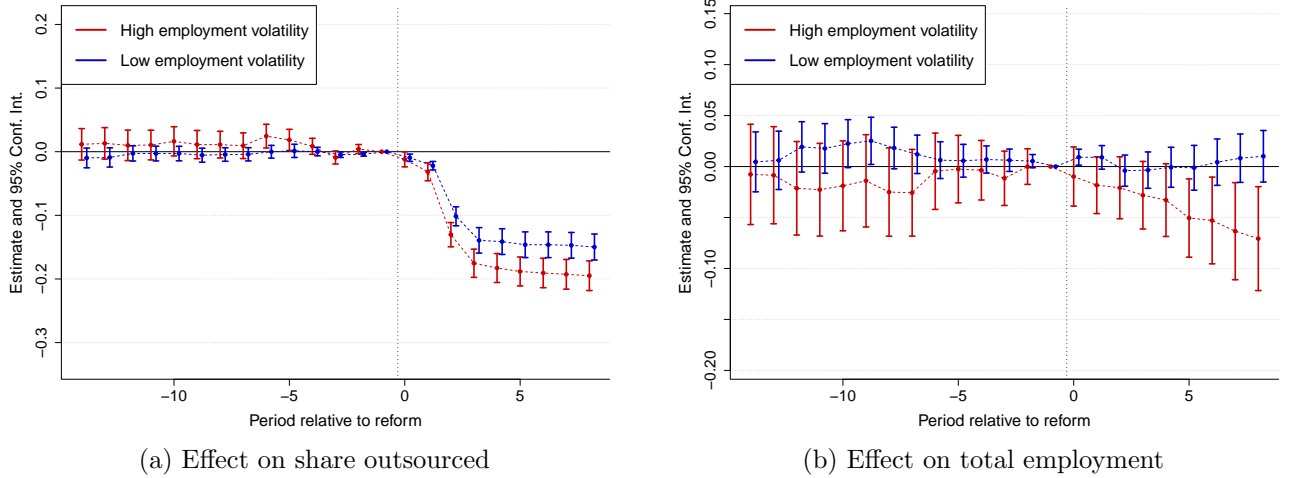 High employment volatility
Low employment volatility
Estimate and 95% Conf. Int.
0.2
0.1
0.0
−0.1
−0.2
−0.3
−10
−5
0
5
Period relative to reform
(a) Effect on share outsourced
High employment volatility
Low employment volatility
Estimate and 95% Conf. Int.
0.15
0.10
0.05
0.00
−0.10
−0.20
−10
−5
0
5
Period relative to reform
(b) Effect on total employment